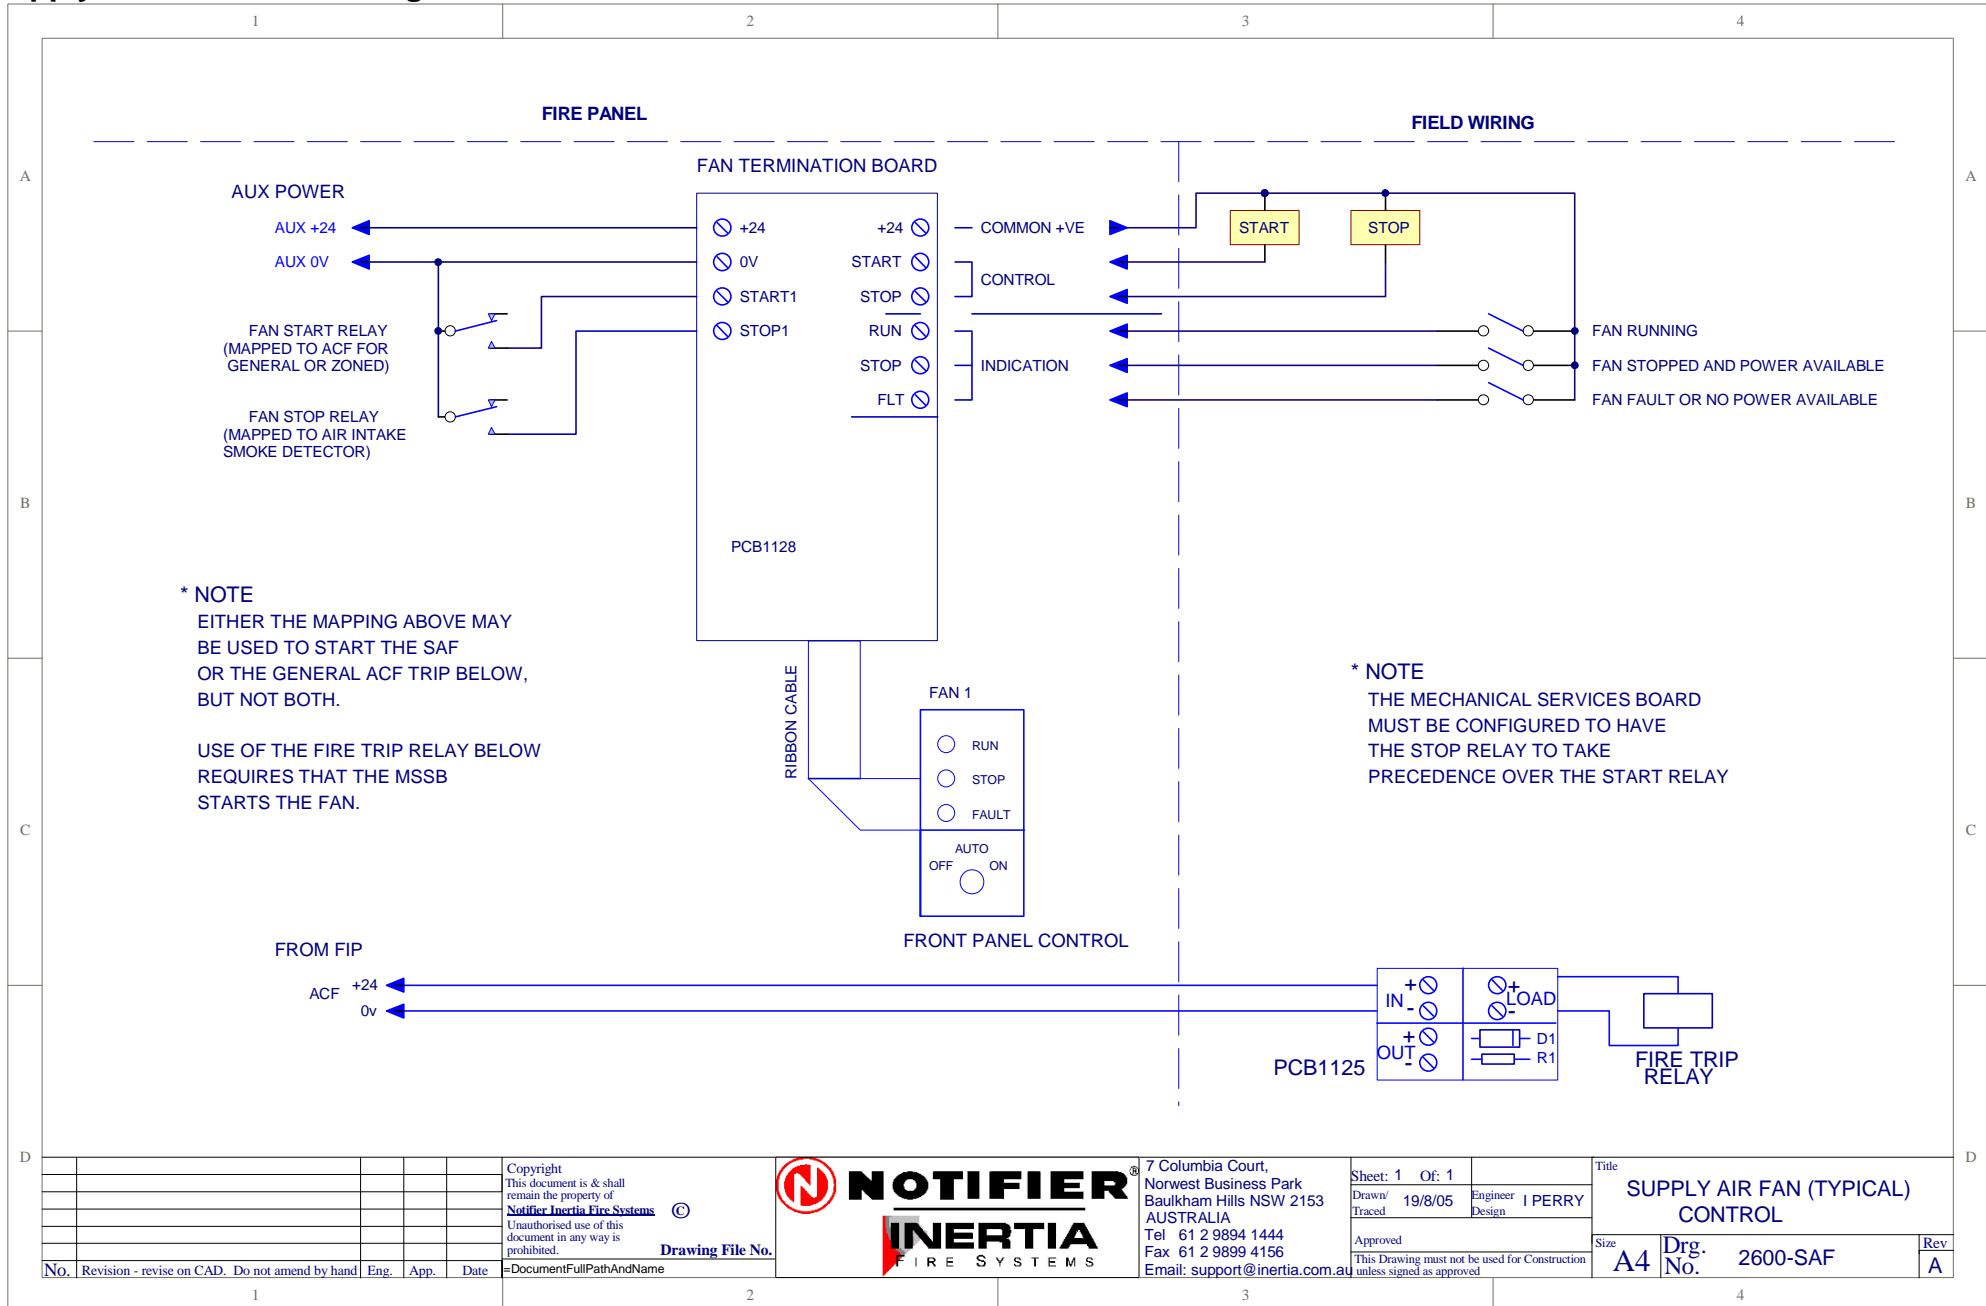 1 2 3 4
FIRE PANEL
FIELD WIRING
FAN TERMINATION BOARD
A A
AUX POWER
AUX +24
AUX 0V
+24 +24
0V START
START1 STOP
STOP1 RUN
STOP
FLT
COMMON +VE
CONTROL
INDICATION
START STOP
FAN START RELAY
(MAPPED TO ACF FOR
GENERAL OR ZONED)
FAN STOP RELAY
(MAPPED TO AIR INTAKE
SMOKE DETECTOR)
FAN RUNNING
FAN STOPPED AND POWER AVAILABLE
FAN FAULT OR NO POWER AVAILABLE
B B
PCB1128
* NOTE
EITHER THE MAPPING ABOVE MAY
BE USED TO START THE SAF
OR THE GENERAL ACF TRIP BELOW,
BUT NOT BOTH.
USE OF THE FIRE TRIP RELAY BELOW
REQUIRES THAT THE MSSB
STARTS THE FAN.
RIBBON CABLE
FAN 1
RUN
STOP
FAULT
AUTO
OFF ON
FRONT PANEL CONTROL
* NOTE
THE MECHANICAL SERVICES BOARD
MUST BE CONFIGURED TO HAVE
THE STOP RELAY TO TAKE
PRECEDENCE OVER THE START RELAY
C C
FROM FIP
ACF +24
0v
IN + -
LOAD + -
OUT + -
D1
R1
PCB1125
FIRE TRIP
RELAY
D D
No. Revision - revise on CAD. Do not amend by hand Eng. App. Date
Copyright
This document is & shall
remain the property of
Notifier Inertia Fire Systems ©
Unauthorised use of this
document in any way is
prohibited.
Drawing File No.
=DocumentFullPathAndName
N NOTIFIER®
INERTIA
FIRE SYSTEMS
7 Columbia Court,
Norwest Business Park
Baulkham Hills NSW 2153
AUSTRALIA
Tel 61 2 9894 1444
Fax 61 2 9899 4156
Email: support@inertia.com.au
Sheet: 1 Of: 1
Drawn/
Traced 19/8/05
Engineer
Design I PERRY
Approved
This Drawing must not be used for Construction
unless signed as approved
Title
SUPPLY AIR FAN (TYPICAL)
CONTROL
Size
A4
Drg.
No. 2600-SAF
Rev
A
1 2 3 4